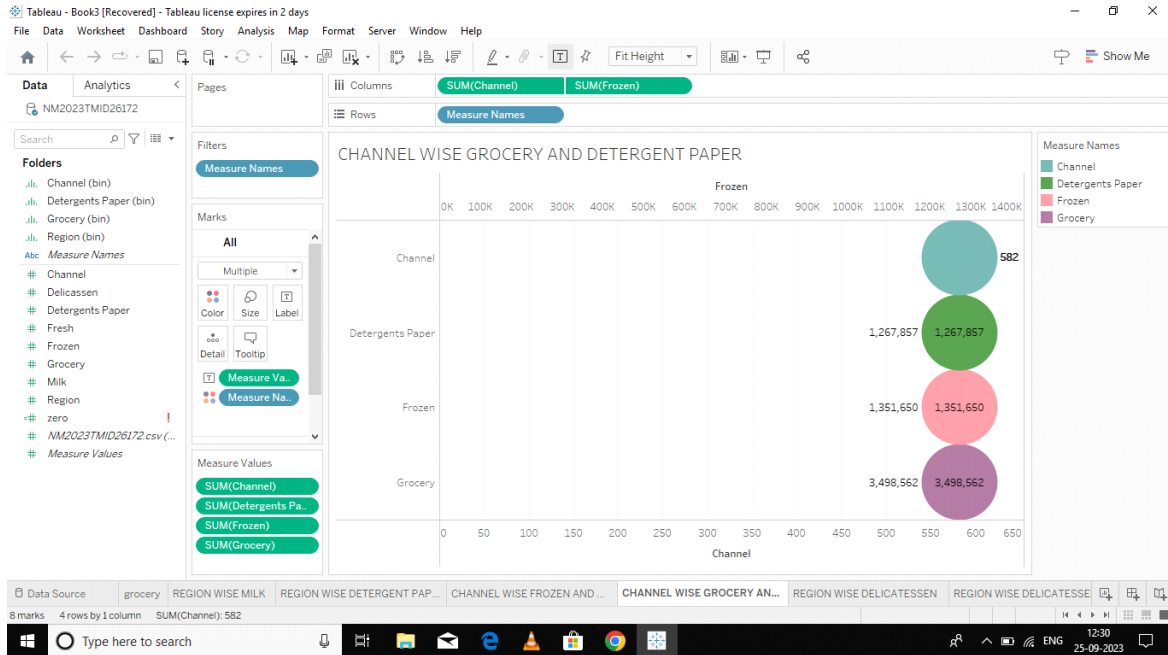 Tableau - Book3 [Recovered] - Tableau license expires in 2 days
File Data Worksheet Dashboard Story Analysis Map Format Server Window Help
Fit Height
Show Me
Data Analytics
NM2023TMID26172
Search
Folders
Channel (bin)
Detergents Paper (bin)
Grocery (bin)
Region (bin)
Abc Measure Names
# Channel
# Delicassen
# Detergents Paper
# Fresh
# Frozen
# Grocery
# Milk
# Region
=# zero !
# NM2023TMID26172.csv (...
# Measure Values
Pages
Filters
Measure Names
Marks
All
Multiple
Color Size Label
Detail Tooltip
T Measure Va..
Measure Na..
Measure Values
SUM(Channel)
SUM(Detergents Pa..
SUM(Frozen)
SUM(Grocery)
Columns SUM(Channel) SUM(Frozen)
Rows Measure Names
CHANNEL WISE GROCERY AND DETERGENT PAPER
Frozen
0K 100K 200K 300K 400K 500K 600K 700K 800K 900K 1000K 1100K 1200K 1300K 1400K
Channel 582
Detergents Paper 1,267,857 1,267,857
Frozen 1,351,650 1,351,650
Grocery 3,498,562 3,498,562
0 50 100 150 200 250 300 350 400 450 500 550 600 650
Channel
Measure Names
Channel
Detergents Paper
Frozen
Grocery
Data Source grocery REGION WISE MILK REGION WISE DETERGENT PAP... CHANNEL WISE FROZEN AND ... CHANNEL WISE GROCERY AN... REGION WISE DELICATESSEN REGION WISE DELICATESSE
8 marks 4 rows by 1 column SUM(Channel): 582
Type here to search
ENG
12:30
25-09-2023